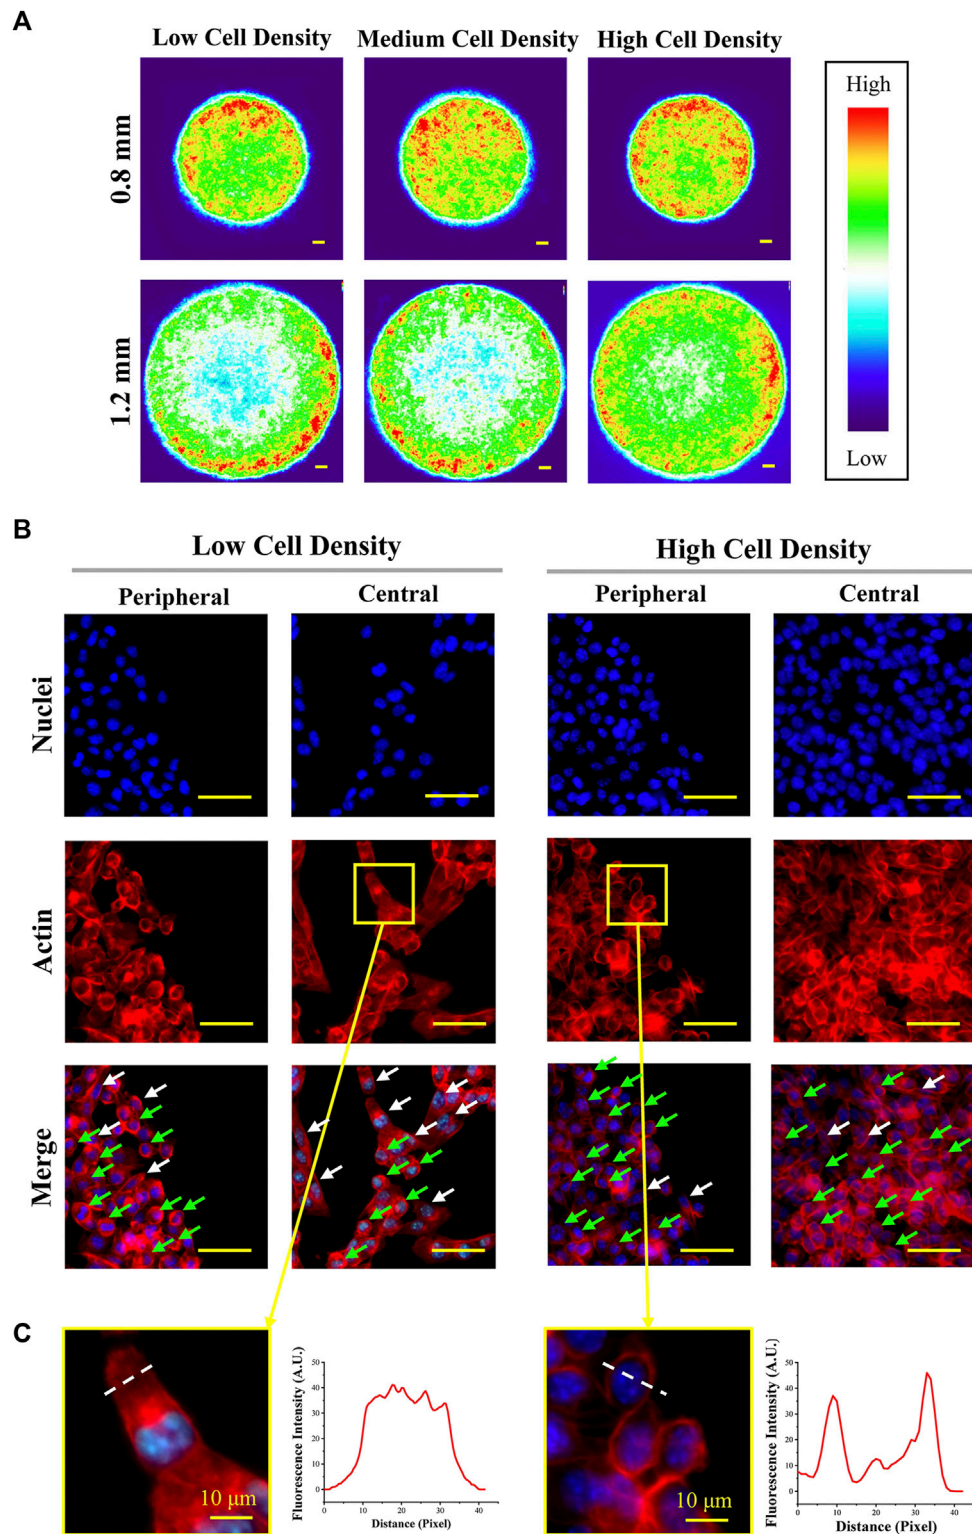 A
Low Cell Density
Medium Cell Density
High Cell Density
0.8 mm
1.2 mm
High
Low
B
Low Cell Density
High Cell Density
Peripheral
Central
Peripheral
Central
Nuclei
Actin
Merge
C
10 µm
Fluorescence Intensity (A.U.)
50
40
30
20
10
0
0
10
20
30
40
Distance (Pixel)
10 µm
Fluorescence Intensity (A.U.)
50
40
30
20
10
0
0
10
20
30
40
Distance (Pixel)